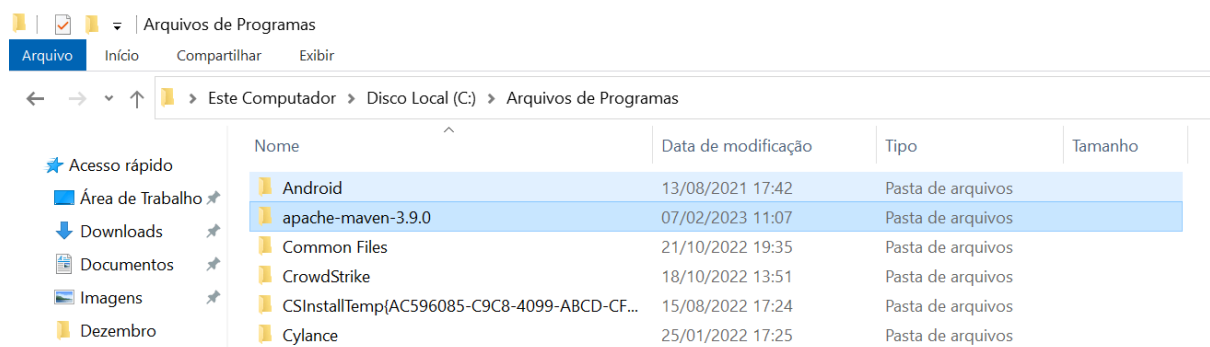 Arquivos de Programas
Arquivo Início Compartilhar Exibir
Este Computador > Disco Local (C:) > Arquivos de Programas
Nome Data de modificação Tipo Tamanho
Acesso rápido
Área de Trabalho
Downloads
Documentos
Imagens
Dezembro
Android 13/08/2021 17:42 Pasta de arquivos
apache-maven-3.9.0 07/02/2023 11:07 Pasta de arquivos
Common Files 21/10/2022 19:35 Pasta de arquivos
CrowdStrike 18/10/2022 13:51 Pasta de arquivos
CSInstallTemp{AC596085-C9C8-4099-ABCD-CF... 15/08/2022 17:24 Pasta de arquivos
Cylance 25/01/2022 17:25 Pasta de arquivos